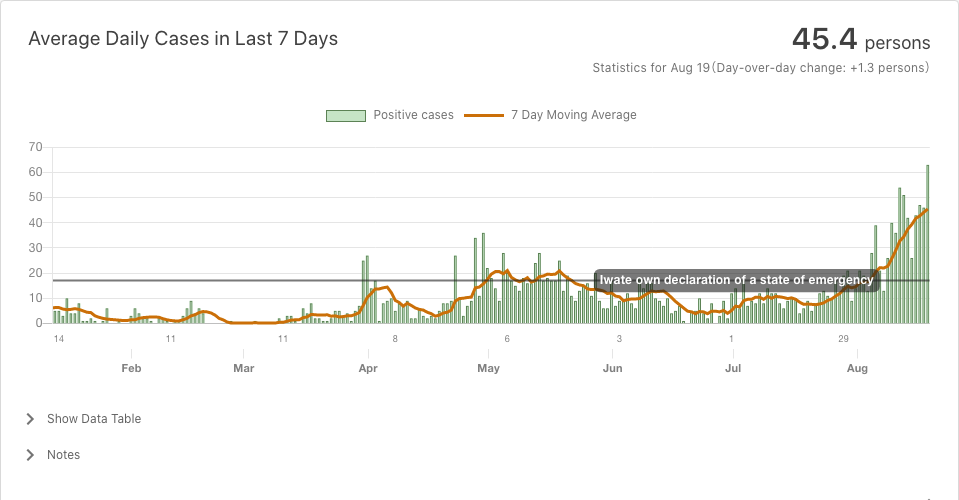 Average Daily Cases in Last 7 Days
45.4 persons
Statistics for Aug 19(Day-over-day change: +1.3 persons)
Positive cases
7 Day Moving Average
70
60
50
40
30
20
Iwate own declaration of a state of emergency
10
0
14 11 11 8 6 3 1 29
Feb Mar Apr May Jun Jul Aug
Show Data Table
Notes